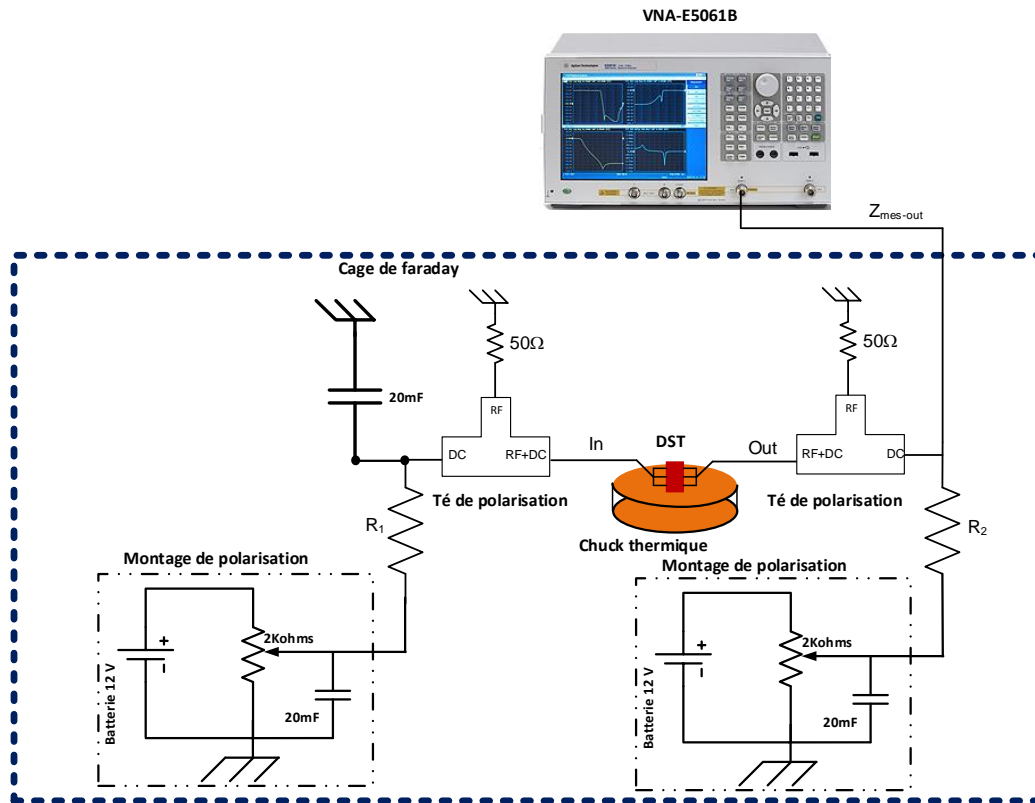 VNA-E5061B
Z mes-out
Cage de faraday
50Ω
50Ω
20mF
RF
RF
DC
RF+DC
In
DST
Out
RF+DC
DC
Té de polarisation
Té de polarisation
R1
R2
Chuck thermique
Montage de polarisation
Montage de polarisation
Batterie 12 V
+
-
2Kohms
20mF
Batterie 12 V
+
-
2Kohms
20mF